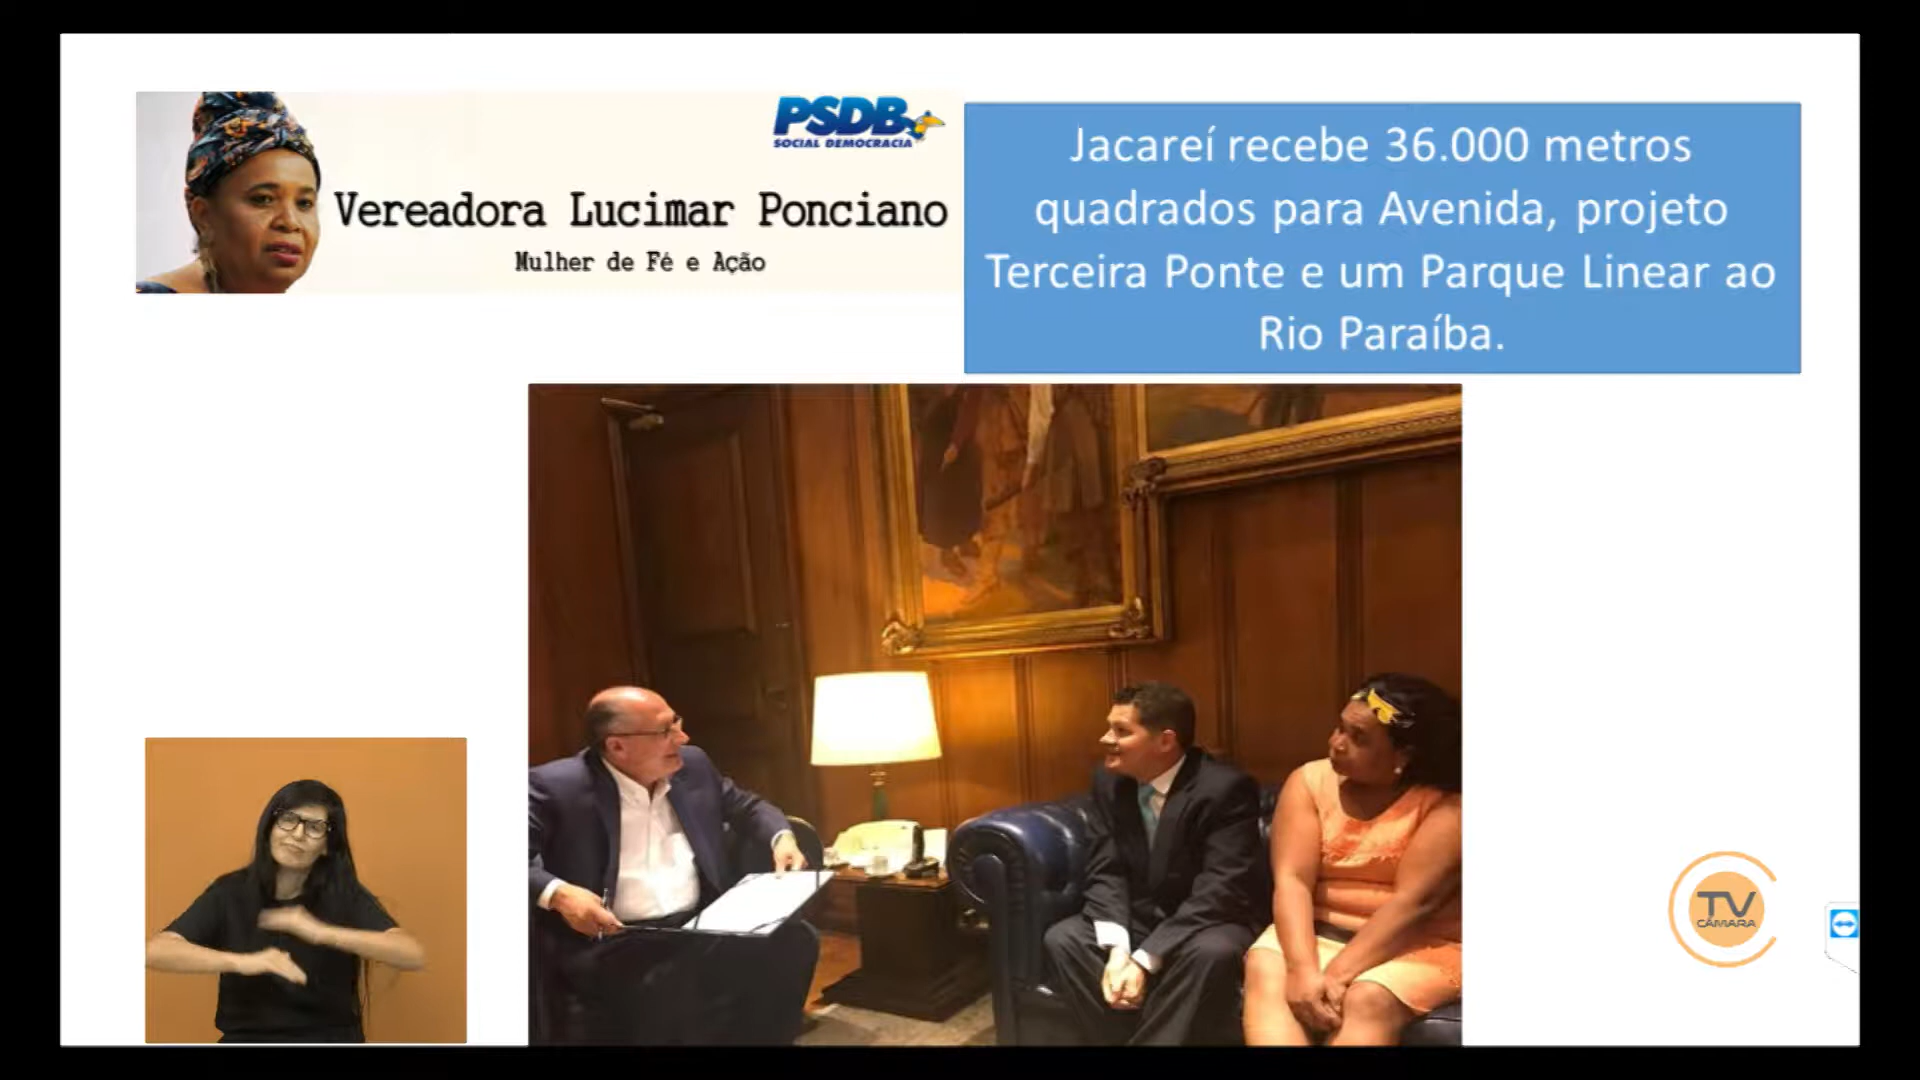 PSDB
SOCIAL DEMOCRACIA
Vereadora Lucimar Ponciano
Mulher de Fé e Ação
Jacareí recebe 36.000 metros
quadrados para Avenida, projeto
Terceira Ponte e um Parque Linear ao
Rio Paraíba.
TV
CÂMARA